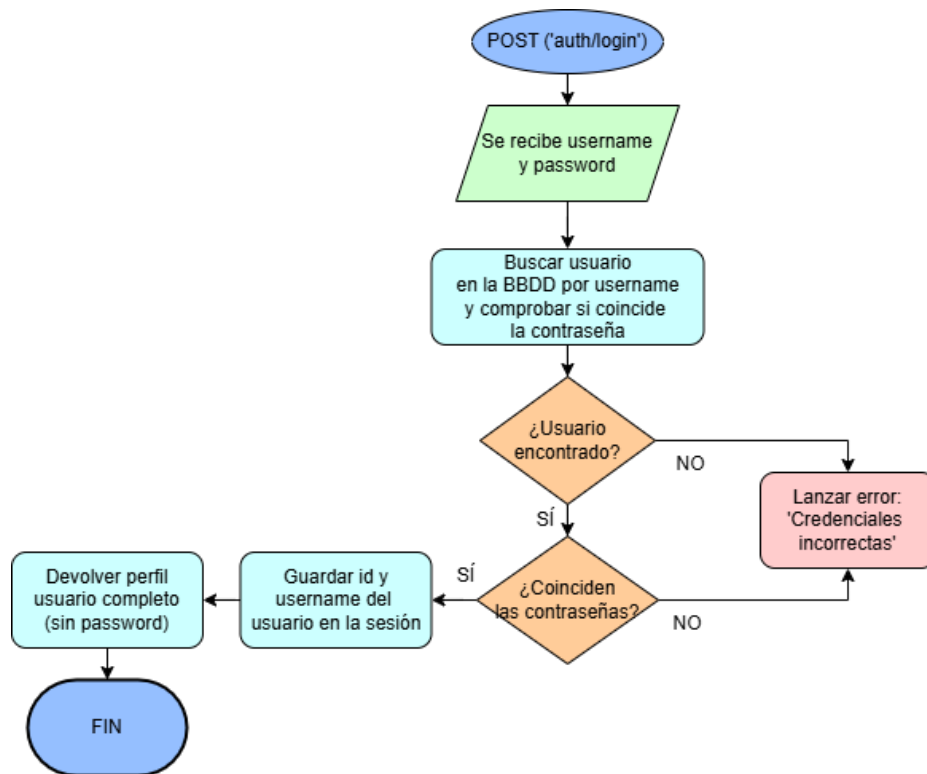 POST ('auth/login')
Se recibe username
y password
Buscar usuario
en la BBDD por username
y comprobar si coincide
la contraseña
¿Usuario
encontrado?
NO
Lanzar error:
'Credenciales
incorrectas'
SÍ
¿Coinciden
las contraseñas?
NO
SÍ
Guardar id y
username del
usuario en la sesión
Devolver perfil
usuario completo
(sin password)
FIN